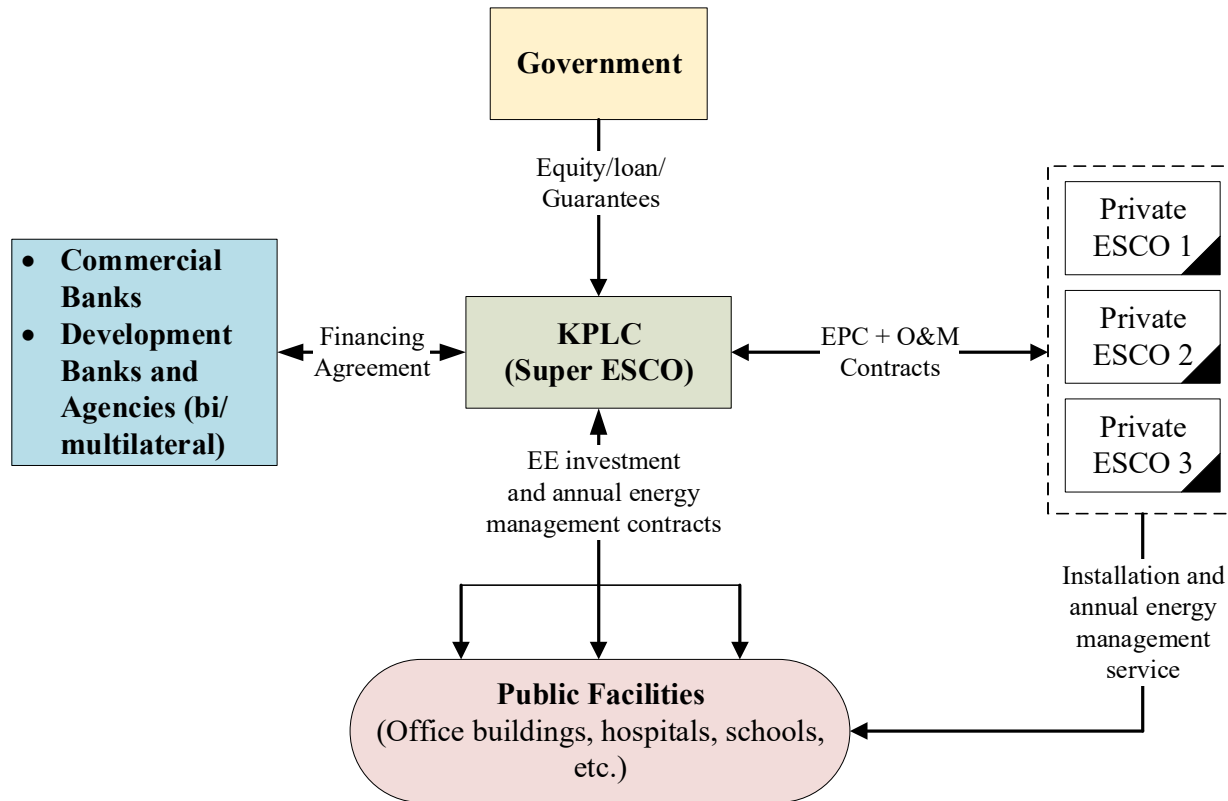 Government
Equity/loan/
Guarantees
• Commercial
Banks
• Development
Banks and
Agencies (bi/
multilateral)
Financing
Agreement
KPLC
(Super ESCO)
EPC + O&M
Contracts
Private
ESCO 1
Private
ESCO 2
Private
ESCO 3
EE investment
and annual energy
management contracts
Installation and
annual energy
management
service
Public Facilities
(Office buildings, hospitals, schools,
etc.)